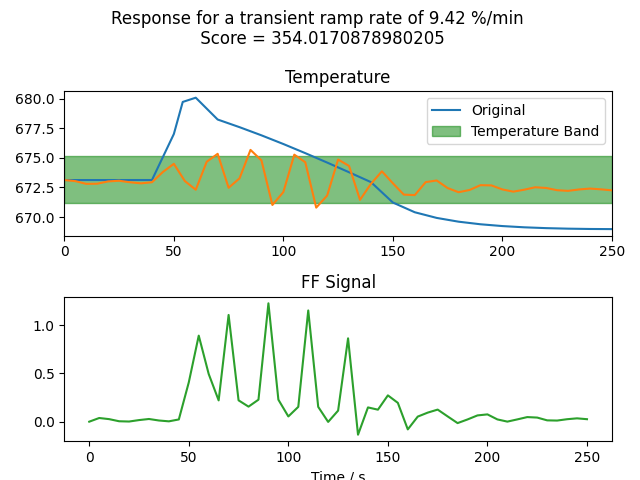 Response for a transient ramp rate of 9.42 %/min
Score = 354.0170878980205
Temperature
680.0
677.5
675.0
672.5
670.0
Original
Temperature Band
0 50 100 150 200 250
FF Signal
1.0
0.5
0.0
0 50 100 150 200 250
Time / s